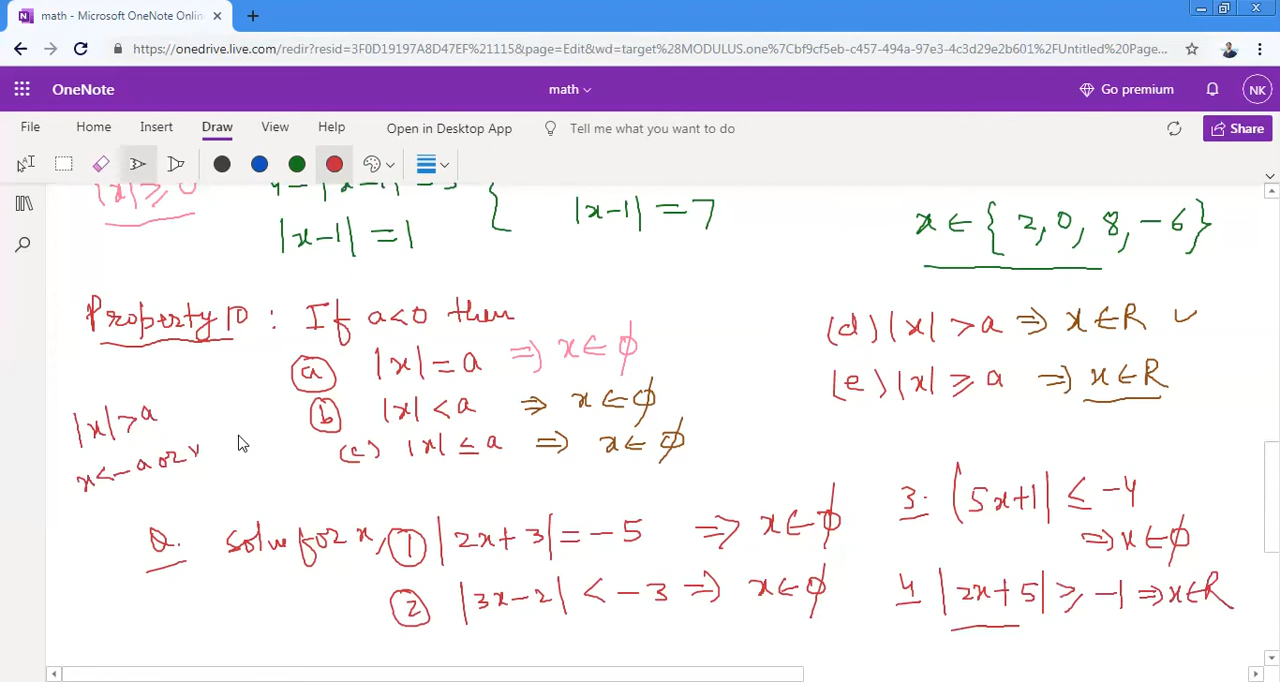 math - Microsoft OneNote Onlin
https://onedrive.live.com/redir?resid=3F0D19197A8D47EF%21115&page=Edit&wd=target%28MODULUS.one%7Cbf9cf5eb-c457-494a-97e3-4c3d29e2b601%2FUntitled%20Page...
OneNote
math
Go premium
NK
File Home Insert Draw View Help Open in Desktop App Tell me what you want to do
Share
|x| ≥, 0
|x-1| = 7
|x-1| = 1
x ∈ { 2, 0, 8, -6 }
Property 10 : If a<0 then
(a) |x| = a ⇒ x ∈ ϕ
(b) |x| < a ⇒ x ∈ ϕ
(c) |x| ≤ a ⇒ x ∈ ϕ
(d) |x| > a ⇒ x ∈ R ✓
(e) |x| ≥ a ⇒ x ∈ R
|x| > a
x < -a or x
Q. solve for x, (1) |2x+3| = -5 ⇒ x ∈ ϕ
(2) |3x-2| < -3 ⇒ x ∈ ϕ
3. |5x+1| ≤ -4
⇒ x ∈ ϕ
4 |2x+5| ≥, -1 ⇒ x ∈ R